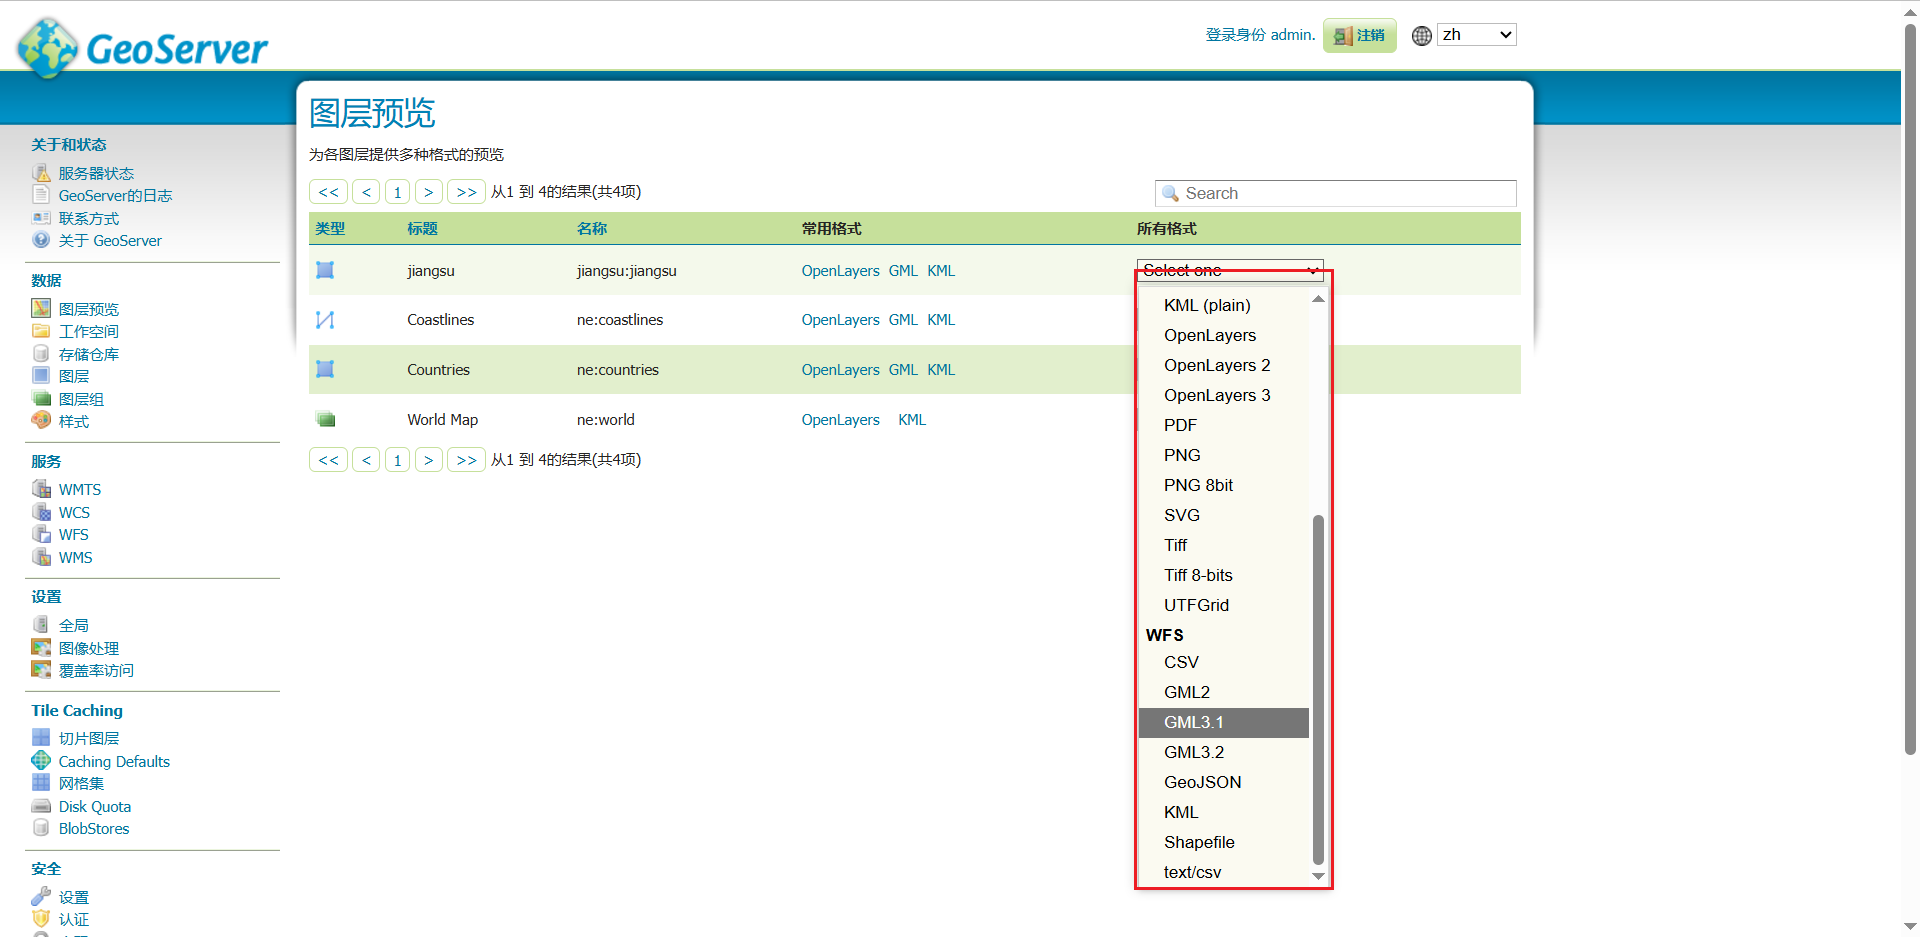 GeoServer
登录身份 admin.
注销
zh
图层预览
为各图层提供多种格式的预览
<< < 1 > >> 从1 到 4的结果(共4项)
Search
类型 标题 名称 常用格式 所有格式
jiangsu jiangsu:jiangsu OpenLayers GML KML Select one
Coastlines ne:coastlines OpenLayers GML KML
Countries ne:countries OpenLayers GML KML
World Map ne:world OpenLayers KML
<< < 1 > >> 从1 到 4的结果(共4项)
KML (plain)
OpenLayers
OpenLayers 2
OpenLayers 3
PDF
PNG
PNG 8bit
SVG
Tiff
Tiff 8-bits
UTFGrid
WFS
CSV
GML2
GML3.1
GML3.2
GeoJSON
KML
Shapefile
text/csv
关于和状态
服务器状态
GeoServer的日志
联系方式
关于 GeoServer
数据
图层预览
工作空间
存储仓库
图层
图层组
样式
服务
WMTS
WCS
WFS
WMS
设置
全局
图像处理
覆盖率访问
Tile Caching
切片图层
Caching Defaults
网格集
Disk Quota
BlobStores
安全
设置
认证